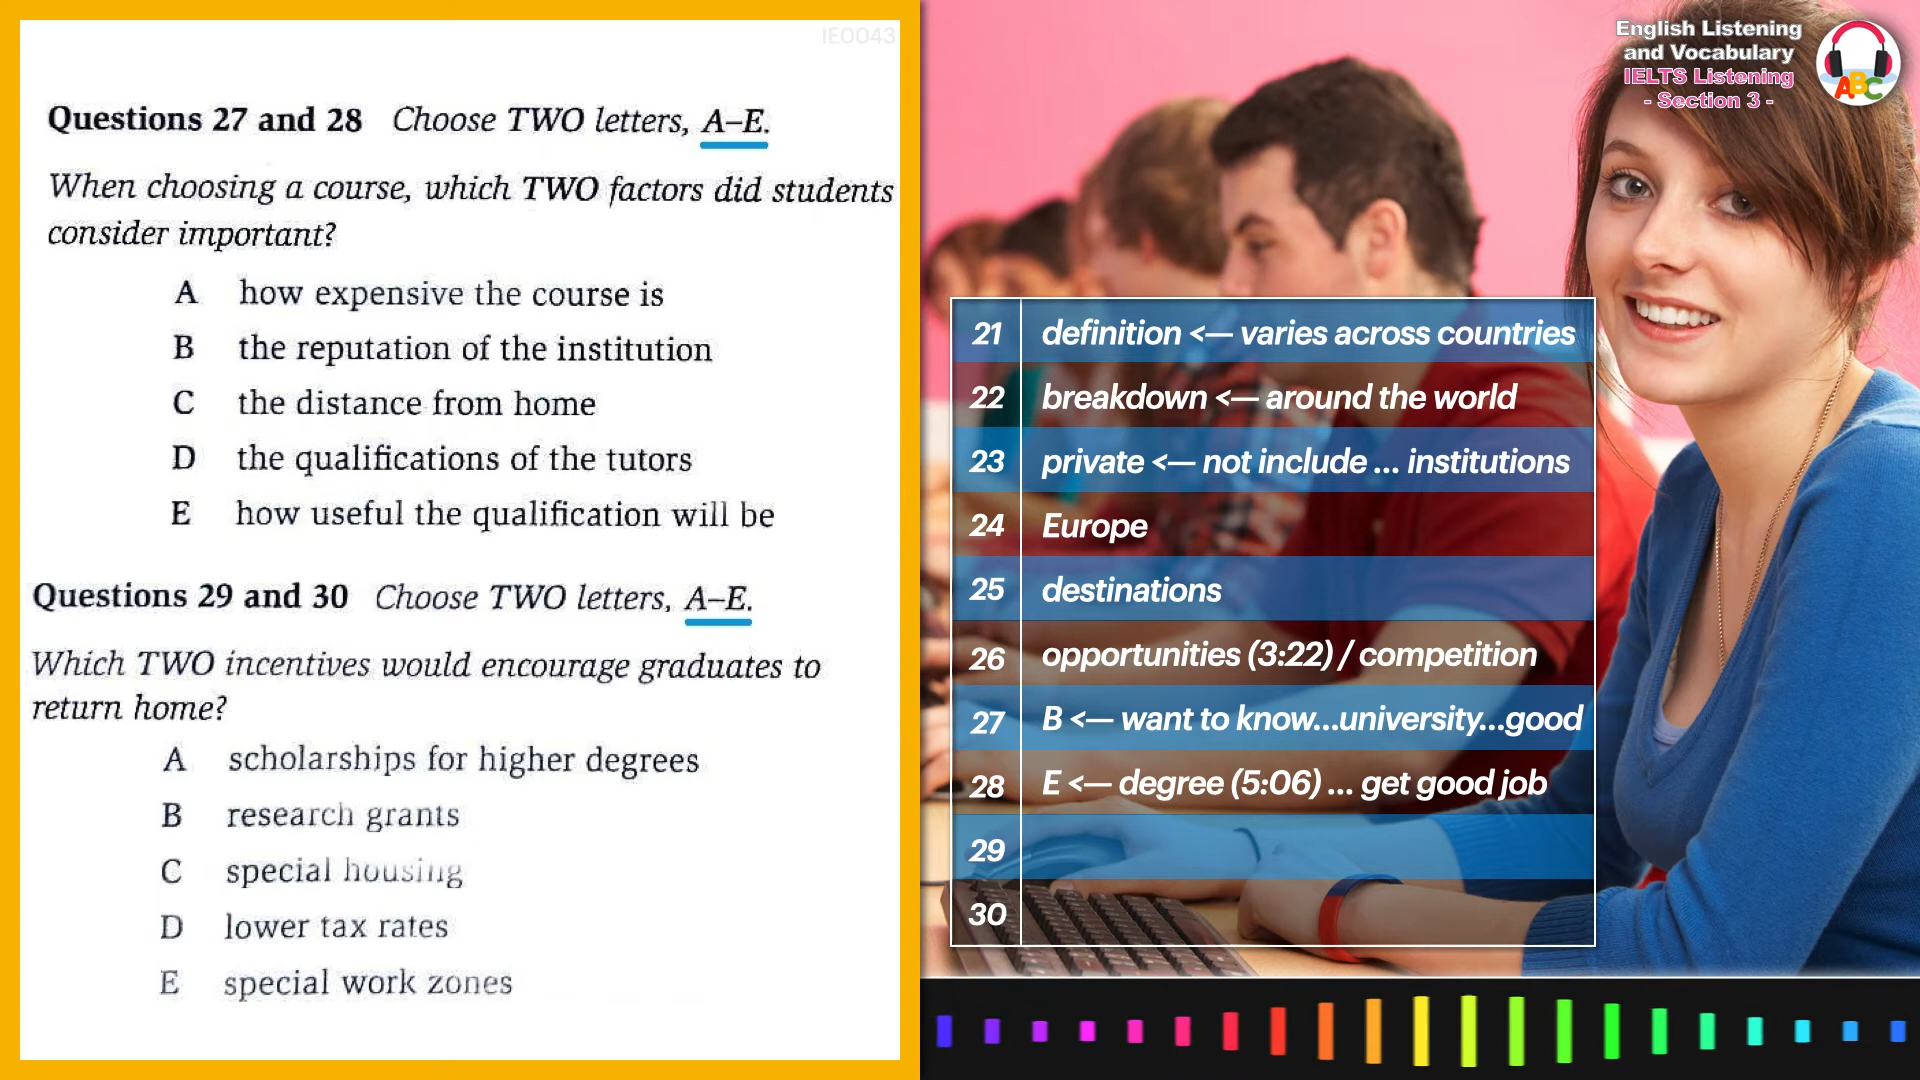 IE0043
Questions 27 and 28 Choose TWO letters, A–E.
When choosing a course, which TWO factors did students
consider important?
A how expensive the course is
B the reputation of the institution
C the distance from home
D the qualifications of the tutors
E how useful the qualification will be
Questions 29 and 30 Choose TWO letters, A–E.
Which TWO incentives would encourage graduates to
return home?
A scholarships for higher degrees
B research grants
C special housing
D lower tax rates
E special work zones
English Listening
and Vocabulary
IELTS Listening
- Section 3 -
ABC
21 definition <— varies across countries
22 breakdown <— around the world
23 private <— not include ... institutions
24 Europe
25 destinations
26 opportunities (3:22) / competition
27 B <— want to know...university...good
28 E <— degree (5:06) ... get good job
29
30